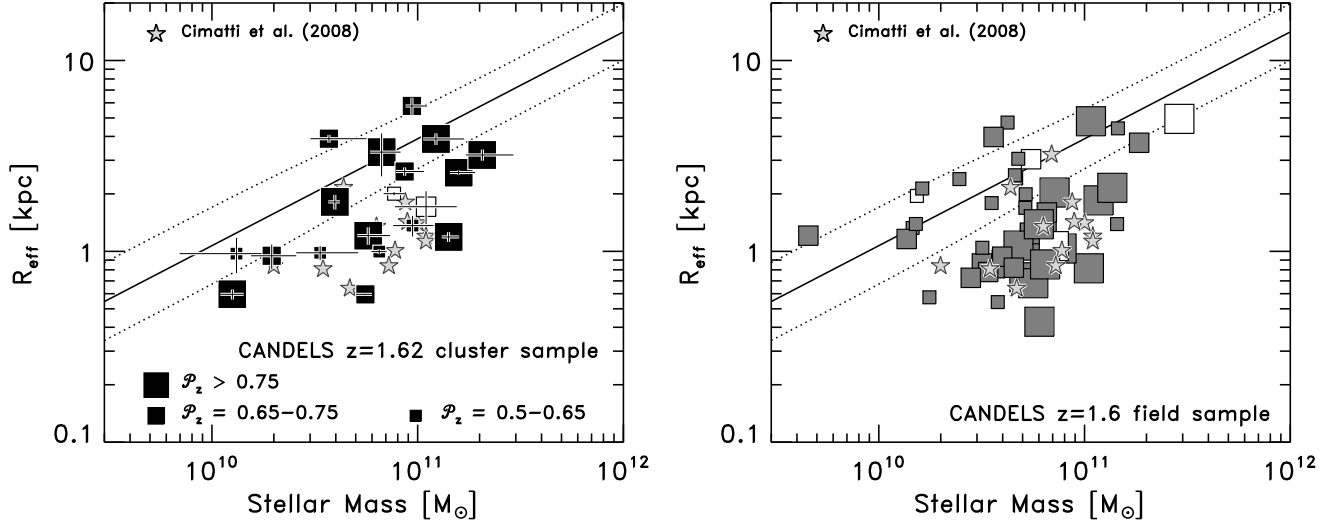 Cimatti et al. (2008)
10
1
0.1
R_eff [kpc]
CANDELS z=1.62 cluster sample
𝒫_z > 0.75
𝒫_z = 0.65−0.75
𝒫_z = 0.5−0.65
10^10
10^11
10^12
Stellar Mass [M_⊙]
Cimatti et al. (2008)
10
1
0.1
R_eff [kpc]
CANDELS z=1.6 field sample
10^10
10^11
10^12
Stellar Mass [M_⊙]